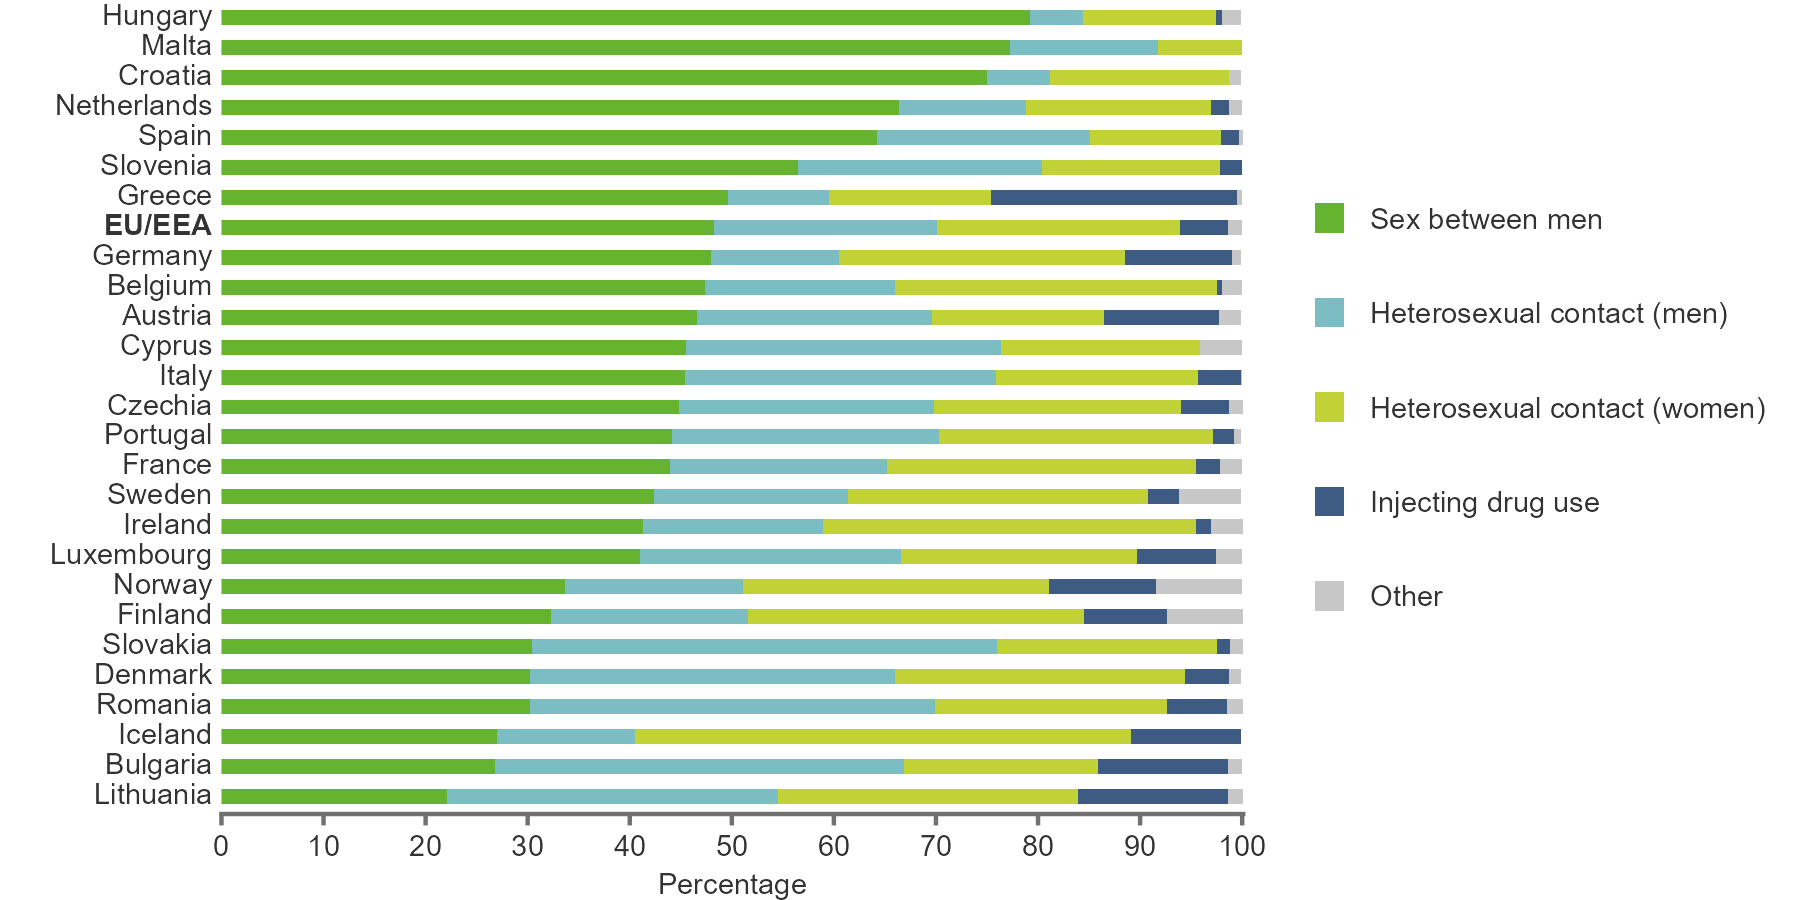 Hungary
Malta
Croatia
Netherlands
Spain
Slovenia
Greece
EU/EEA
Germany
Belgium
Austria
Cyprus
Italy
Czechia
Portugal
France
Sweden
Ireland
Luxembourg
Norway
Finland
Slovakia
Denmark
Romania
Iceland
Bulgaria
Lithuania
0 10 20 30 40 50 60 70 80 90 100
Percentage
Sex between men
Heterosexual contact (men)
Heterosexual contact (women)
Injecting drug use
Other